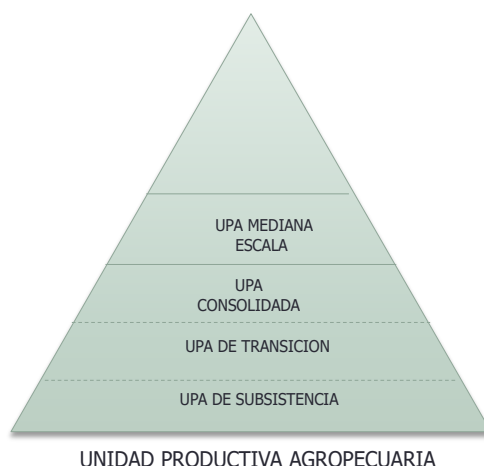 UPA MEDIANA
ESCALA
UPA
CONSOLIDADA
UPA DE TRANSICION
UPA DE SUBSISTENCIA
UNIDAD PRODUCTIVA AGROPECUARIA